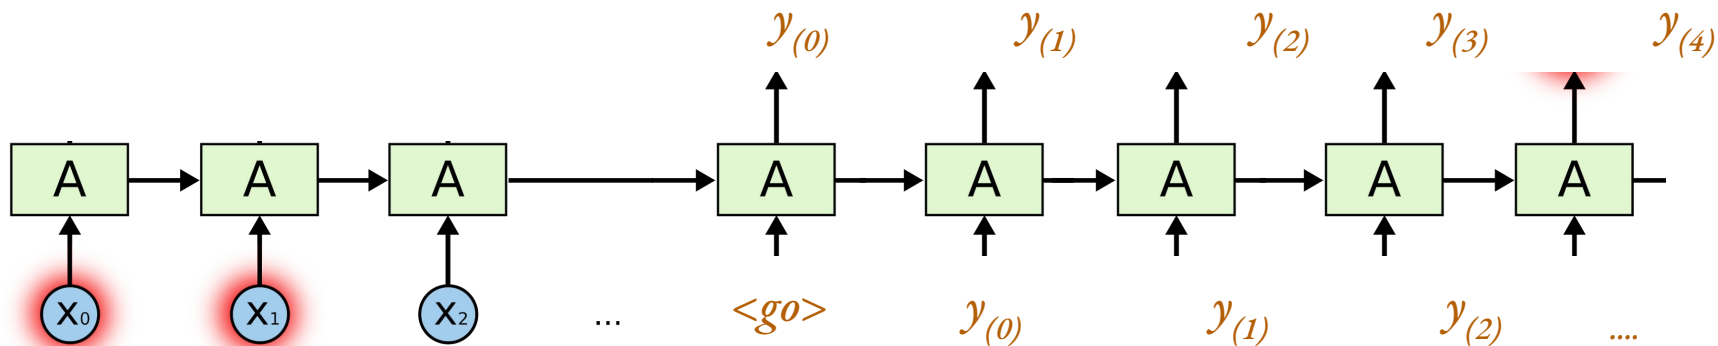 y(0) y(1) y(2) y(3) y(4)
A A A A A A A A
x0 x1 x2 ... <go> y(0) y(1) y(2) ....